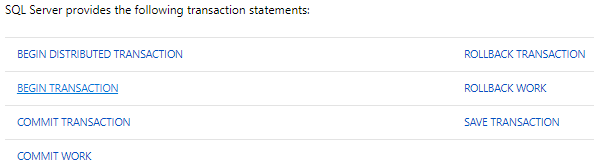 SQL Server provides the following transaction statements:
BEGIN DISTRIBUTED TRANSACTION
ROLLBACK TRANSACTION
BEGIN TRANSACTION
ROLLBACK WORK
COMMIT TRANSACTION
SAVE TRANSACTION
COMMIT WORK